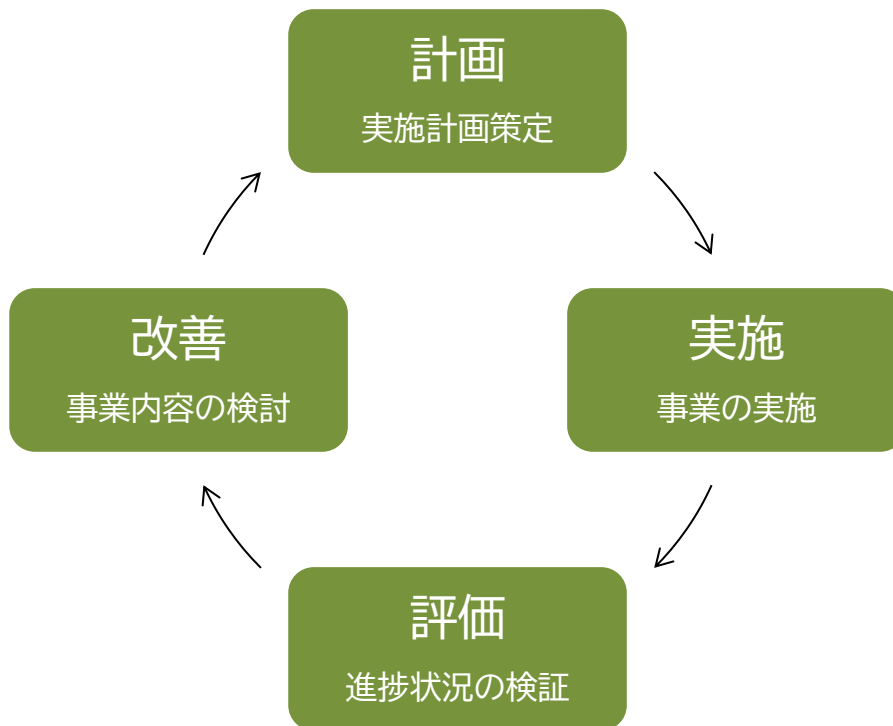 計画
実施計画策定
改善
事業内容の検討
実施
事業の実施
評価
進捗状況の検証